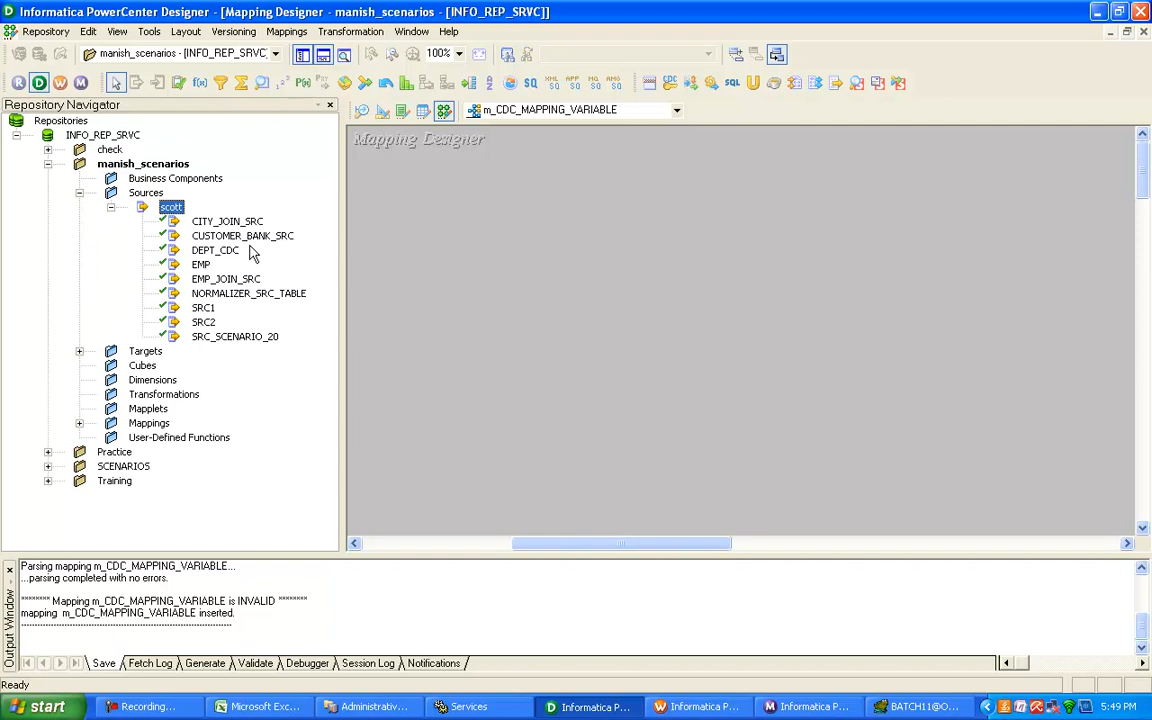 Informatica PowerCenter Designer - [Mapping Designer - manish_scenarios - [INFO_REP_SRVC]]
Repository Edit View Tools Layout Versioning Mappings Transformation Window Help
manish_scenarios - [INFO_REP_SRVC] 100%
Repository Navigator
m_CDC_MAPPING_VARIABLE
Repositories
INFO_REP_SRVC
check
manish_scenarios
Business Components
Sources
scott
CITY_JOIN_SRC
CUSTOMER_BANK_SRC
DEPT_CDC
EMP
EMP_JOIN_SRC
NORMALIZER_SRC_TABLE
SRC1
SRC2
SRC_SCENARIO_20
Targets
Cubes
Dimensions
Transformations
Mapplets
Mappings
User-Defined Functions
Practice
SCENARIOS
Training
Mapping Designer
Parsing mapping m_CDC_MAPPING_VARIABLE...
...parsing completed with no errors.
******** Mapping m_CDC_MAPPING_VARIABLE is INVALID ********
mapping m_CDC_MAPPING_VARIABLE inserted.
Output Window
Save Fetch Log Generate Validate Debugger Session Log Notifications
Ready
start Recording... Microsoft Exc... Administrativ... Services Informatica P... Informatica P... Informatica P... BATCH11@O... 5:49 PM